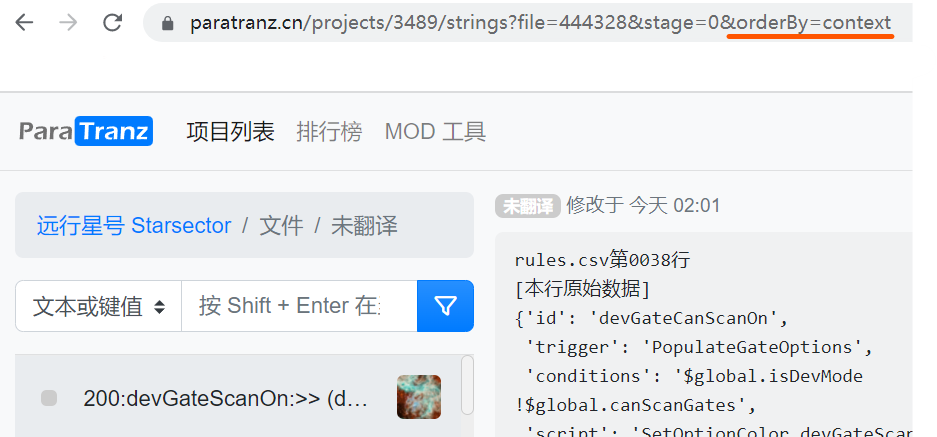 paratranz.cn/projects/3489/strings?file=444328&stage=0&orderBy=context
ParaTranz 项目列表 排行榜 MOD 工具
远行星号 Starsector / 文件 / 未翻译
文本或键值 按 Shift + Enter 在
200:devGateScanOn:>> (d...
未翻译 修改于 今天 02:01
rules.csv第0038行
[本行原始数据]
{'id': 'devGateCanScanOn',
'trigger': 'PopulateGateOptions',
'conditions': '$global.isDevMode
!$global.canScanGates',
'script': 'SetOptionColor devGateScan